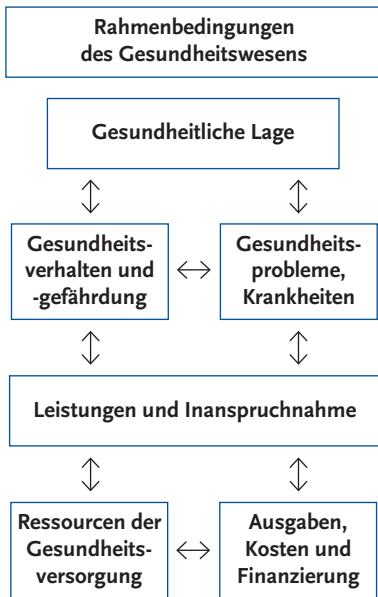 Rahmenbedingungen
des Gesundheitswesens
Gesundheitliche Lage
Gesundheits-
verhalten und
-gefährdung
Gesundheits-
probleme,
Krankheiten
Leistungen und Inanspruchnahme
Ressourcen der
Gesundheits-
versorgung
Ausgaben,
Kosten und
Finanzierung